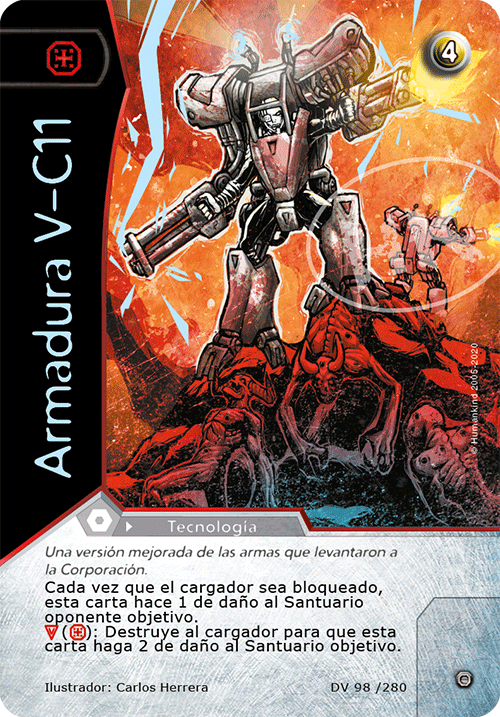 4
Armadura V-C11
© Humankind 2005-2020
Tecnología
Una versión mejorada de las armas que levantaron a
la Corporación.
Cada vez que el cargador sea bloqueado,
esta carta hace 1 de daño al Santuario
oponente objetivo.
(): Destruye al cargador para que esta
carta haga 2 de daño al Santuario objetivo.
Ilustrador: Carlos Herrera
DV 98 /280